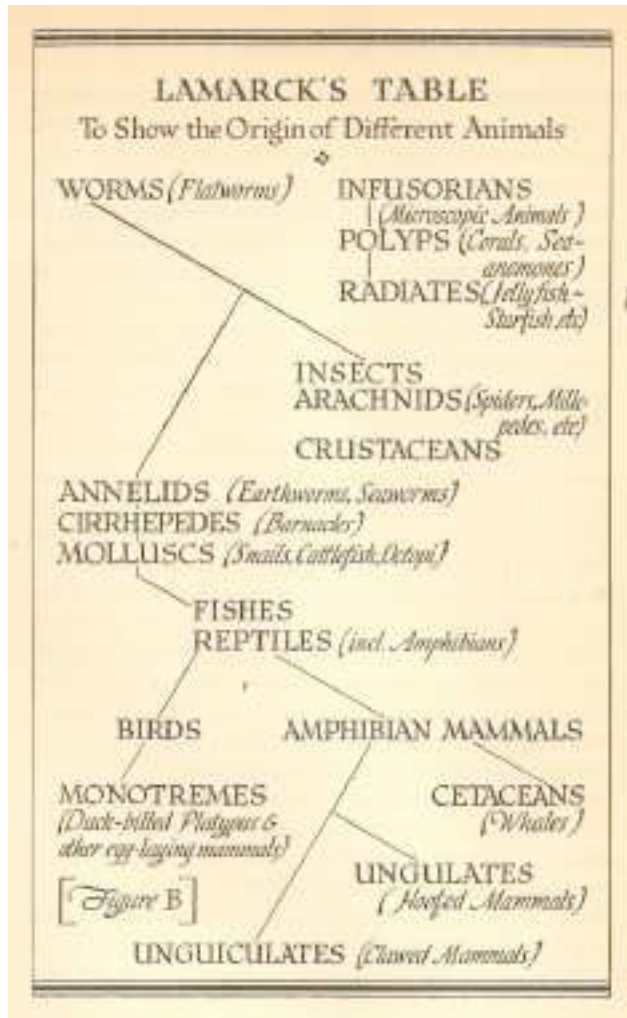 LAMARCK'S TABLE
To Show the Origin of Different Animals
WORMS (Flatworms)
INFUSORIANS
(Microscopic Animals)
POLYPS (Corals, Sea-
anemones)
RADIATES (Jellyfish-
Starfish, etc)
INSECTS
ARACHNIDS (Spiders, Mille-
pedes, etc)
CRUSTACEANS
ANNELIDS (Earthworms, Seaworms)
CIRRHEPEDES (Barnacles)
MOLLUSCS (Snails, Cuttlefish, Octopi)
FISHES
REPTILES (incl. Amphibians)
BIRDS
AMPHIBIAN MAMMALS
MONOTREMES
(Duck-billed Platypus &
other egg-laying mammals)
CETACEANS
(Whales)
UNGULATES
(Hoofed Mammals)
[Figure B]
UNGUICULATES (Clawed Mammals)